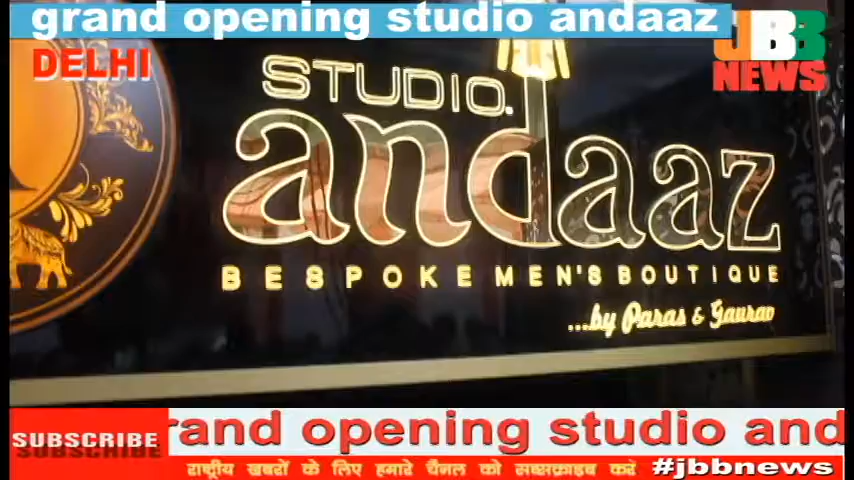 grand opening studio andaaz
JBB
NEWS
DELHI
STUDIO.
andaaz
BESPOKE MEN'S BOUTIQUE
...by Paras & Gaurav
SUBSCRIBE
rand opening studio and
राष्ट्रीय खबरों के लिए हमारे चैनल को सब्सक्राइब करें #jbbnews